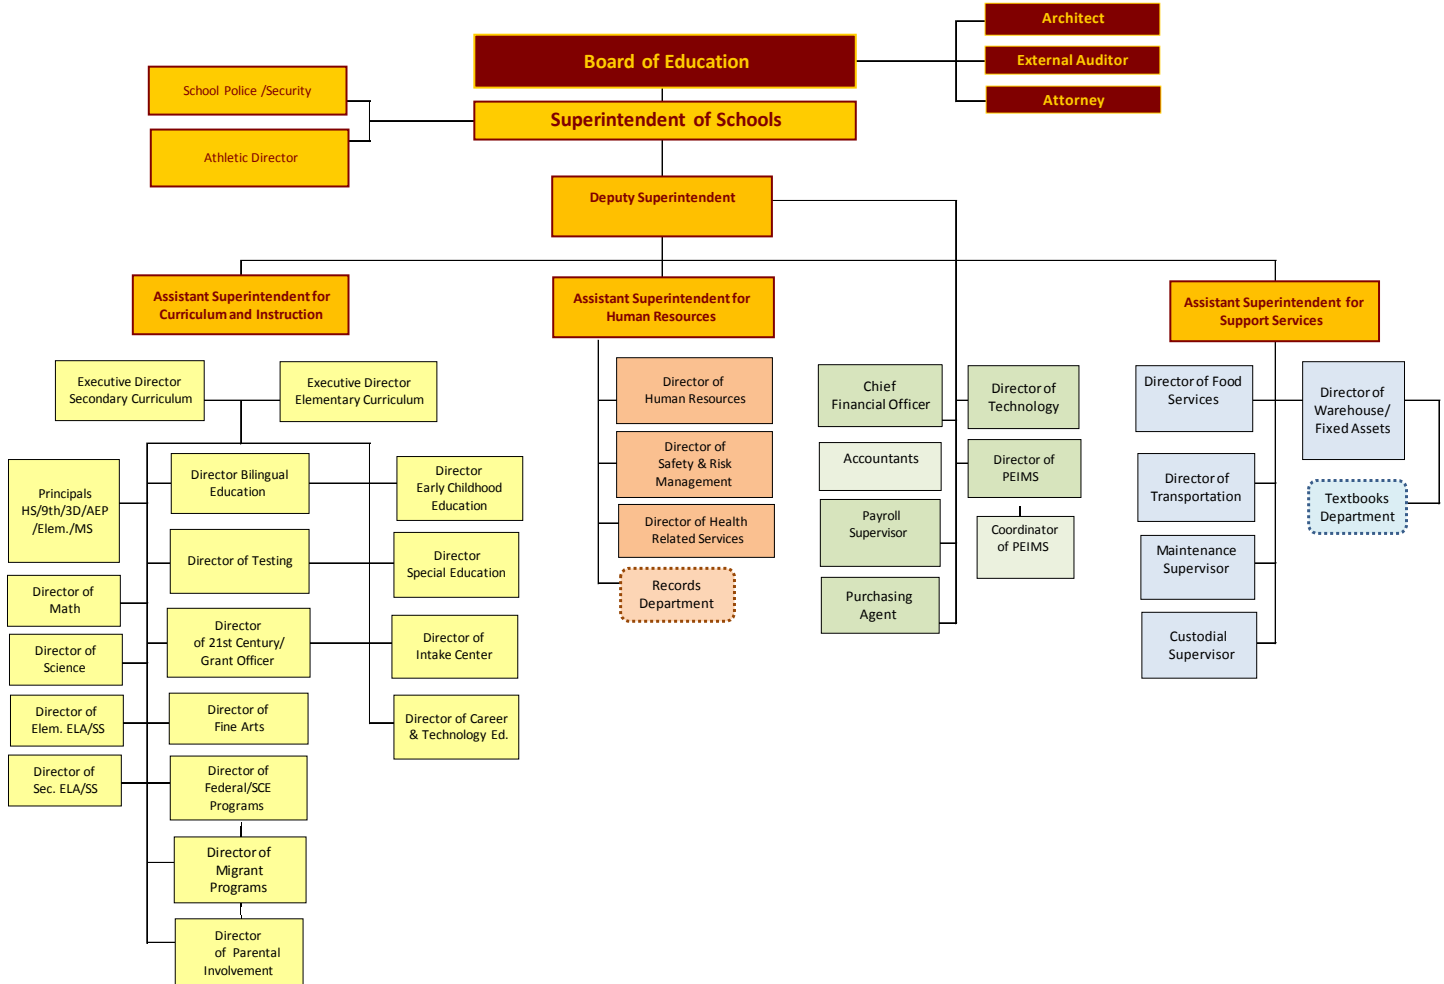 Architect
Board of Education
External Auditor
Attorney
School Police /Security
Superintendent of Schools
Athletic Director
Deputy Superintendent
Assistant Superintendent for
Curriculum and Instruction
Assistant Superintendent for
Human Resources
Assistant Superintendent for
Support Services
Executive Director
Secondary Curriculum
Executive Director
Elementary Curriculum
Principals
HS/9th/3D/AEP
/Elem./MS
Director of
Math
Director of
Science
Director of
Elem. ELA/SS
Director of
Sec. ELA/SS
Director Bilingual
Education
Director of Testing
Director
of 21st Century/
Grant Officer
Director of
Fine Arts
Director of
Federal/SCE
Programs
Director of
Migrant
Programs
Director
of Parental
Involvement
Director
Early Childhood
Education
Director
Special Education
Director of
Intake Center
Director of Career
& Technology Ed.
Director of
Human Resources
Director of
Safety & Risk
Management
Director of Health
Related Services
Records
Department
Chief
Financial Officer
Accountants
Payroll
Supervisor
Purchasing
Agent
Director of
Technology
Director of
PEIMS
Coordinator
of PEIMS
Director of Food
Services
Director of
Transportation
Maintenance
Supervisor
Custodial
Supervisor
Director of
Warehouse/
Fixed Assets
Textbooks
Department